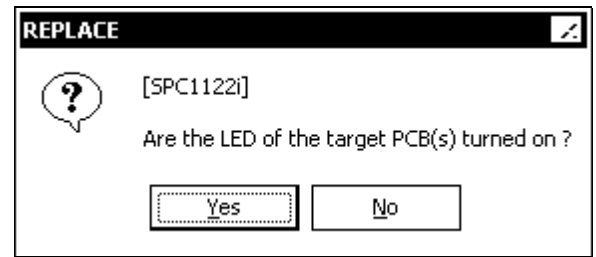 REPLACE
[SPC1122i]
Are the LED of the target PCB(s) turned on ?
Yes No